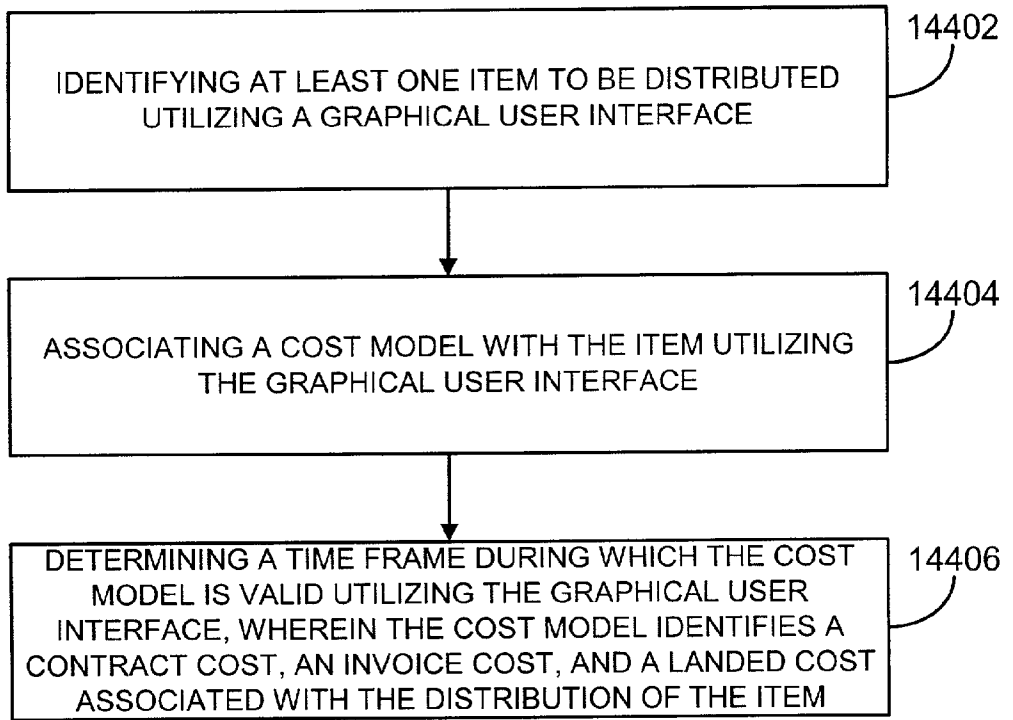 14402
IDENTIFYING AT LEAST ONE ITEM TO BE DISTRIBUTED
UTILIZING A GRAPHICAL USER INTERFACE
14404
ASSOCIATING A COST MODEL WITH THE ITEM UTILIZING
THE GRAPHICAL USER INTERFACE
14406
DETERMINING A TIME FRAME DURING WHICH THE COST
MODEL IS VALID UTILIZING THE GRAPHICAL USER
INTERFACE, WHEREIN THE COST MODEL IDENTIFIES A
CONTRACT COST, AN INVOICE COST, AND A LANDED COST
ASSOCIATED WITH THE DISTRIBUTION OF THE ITEM